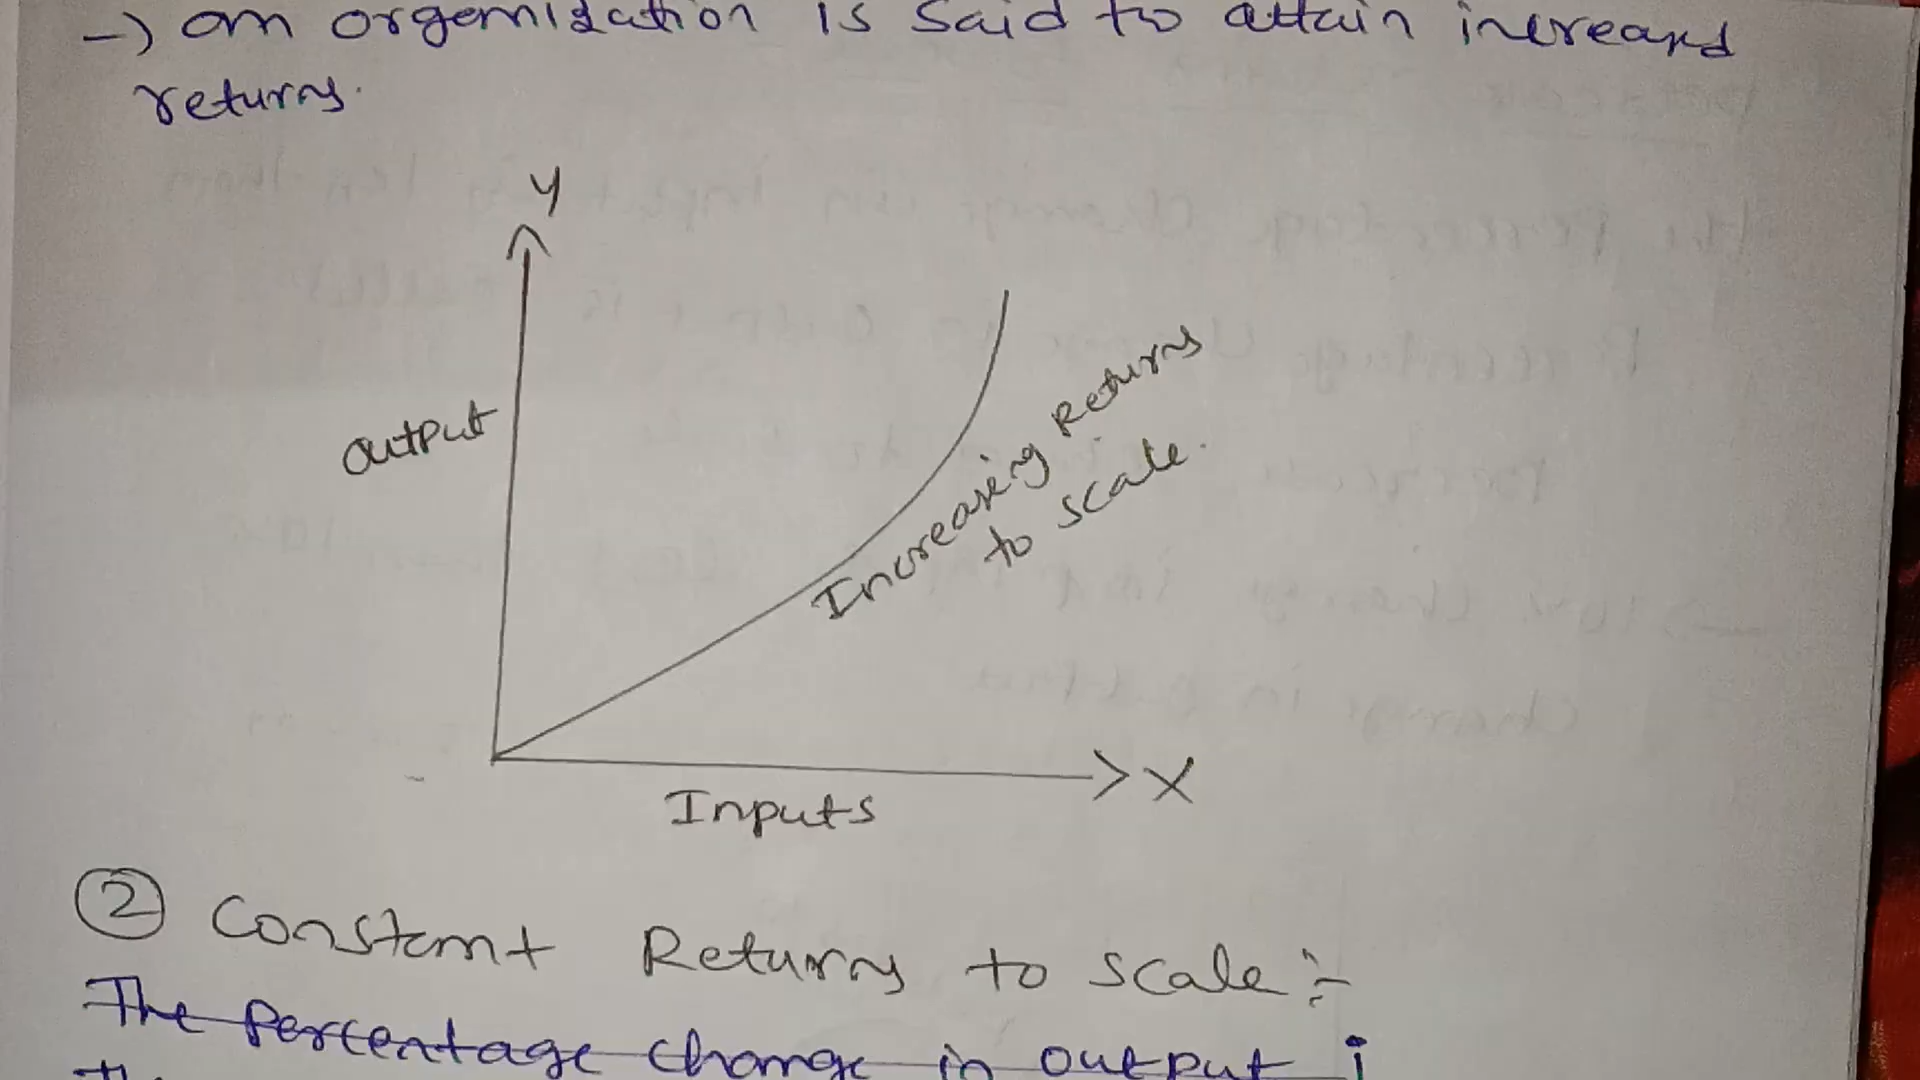 -) an organization is said to attain increased
returns.
Y
output
Increasing Returns
to scale.
X
Inputs
② Constant Returns to scale :-
The percentage change in output i